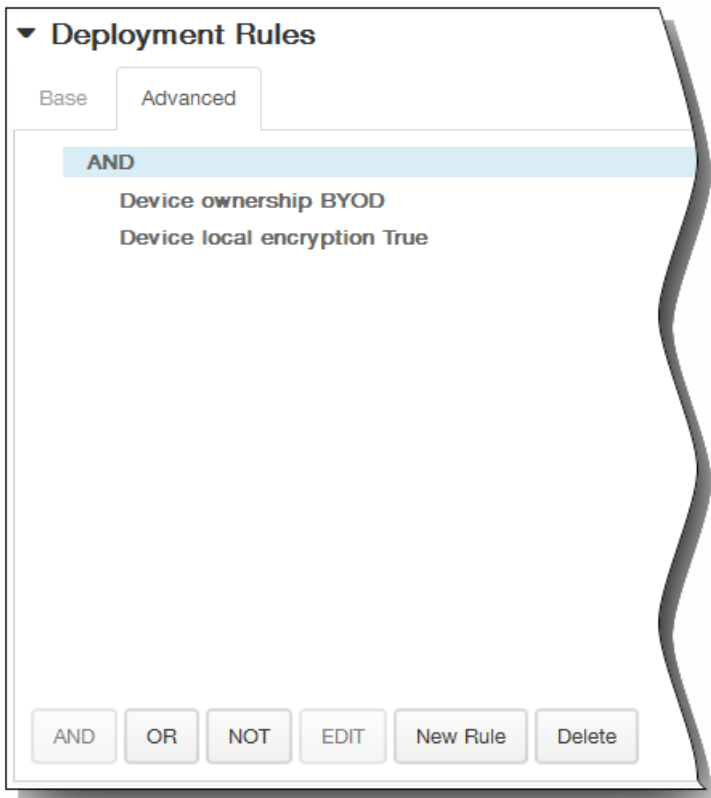 Deployment Rules
Base Advanced
AND
Device ownership BYOD
Device local encryption True
AND OR NOT EDIT New Rule Delete